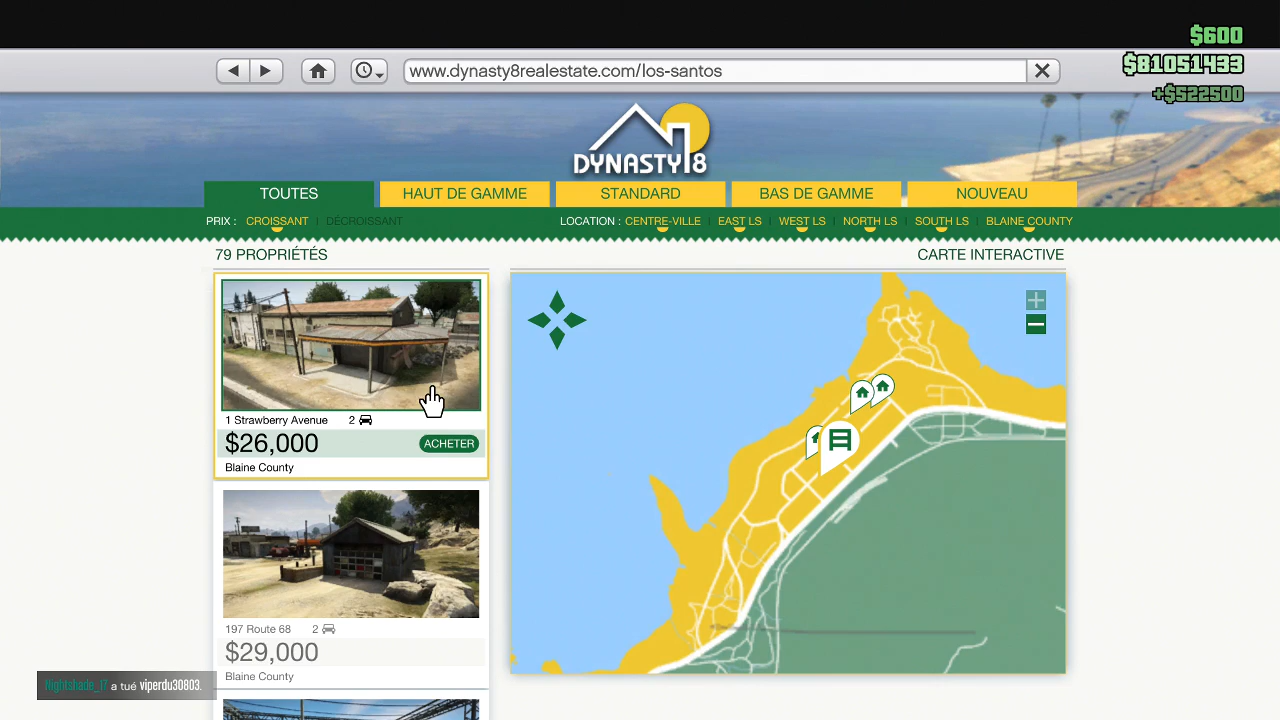 $600
www.dynasty8realestate.com/los-santos
$81051433
+$522500
DYNASTY 8
TOUTES
HAUT DE GAMME
STANDARD
BAS DE GAMME
NOUVEAU
PRIX : CROISSANT | DÉCROISSANT
LOCATION : CENTRE-VILLE | EAST LS | WEST LS | NORTH LS | SOUTH LS | BLAINE COUNTY
79 PROPRIÉTÉS
CARTE INTERACTIVE
1 Strawberry Avenue 2
$26,000
ACHETER
Blaine County
197 Route 68 2
$29,000
Blaine County
Nightshade_17 a tué viperdu30803.